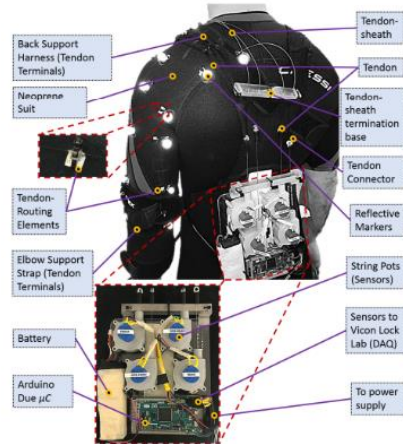 Back Support
Harness (Tendon
Terminals)
Neoprene
Suit
Tendon-
Routing
Elements
Elbow Support
Strap (Tendon
Terminals)
Battery
Arduino
Due μC
Tendon-
sheath
Tendon
Tendon-
sheath
termination
base
Tendon
Connector
Reflective
Markers
String Pots
(Sensors)
Sensors to
Vicon Lock
Lab (DAQ)
To power
supply